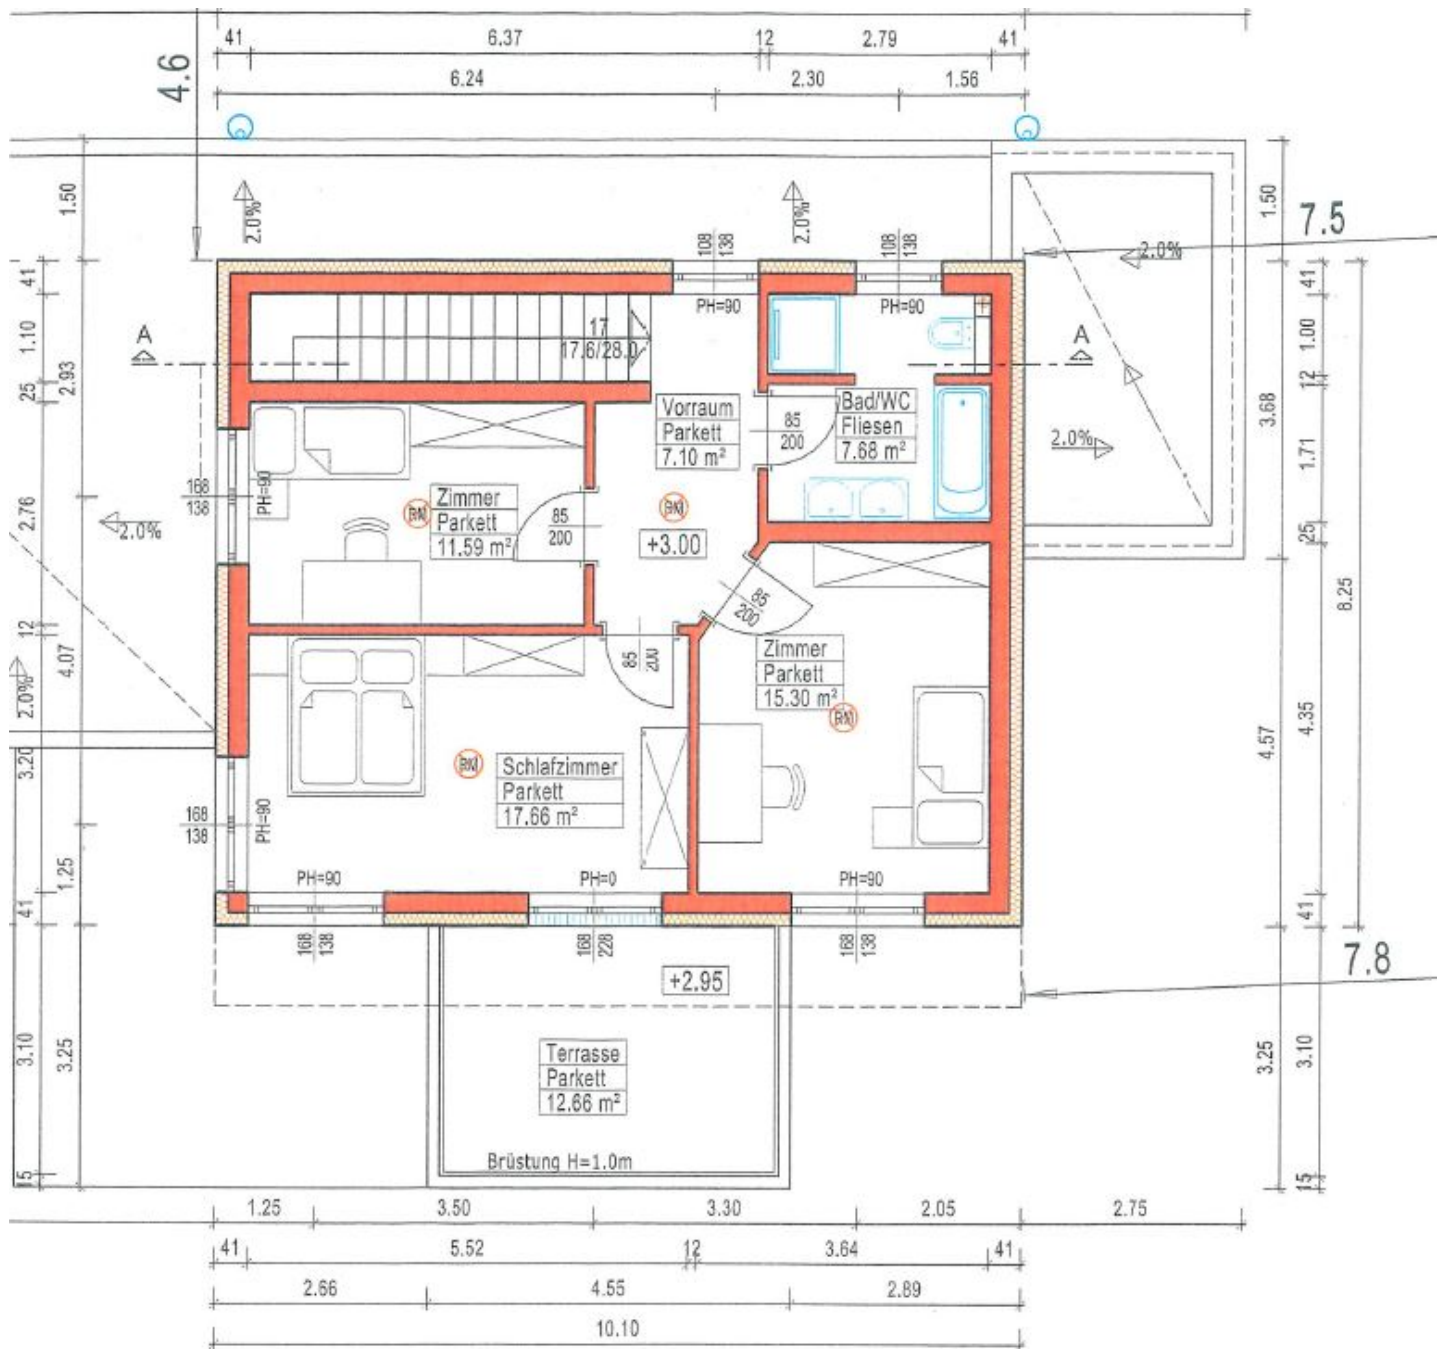 41 6.37 12 2.79 41
6.24 2.30 1.56
4.6
1.50
2.0%
2.0%
108
138
108
138
1.50
7.5
2.0%
41
PH=90
PH=90
41
1.10
A
17
17.6/28.0
A
1.00
25
2.93
12
3.68
Vorraum
Parkett
7.10 m²
85
200
Bad/WC
Fliesen
7.68 m²
2.0%
1.71
168
138
PH=90
BM
Zimmer
Parkett
11.59 m²
85
200
BM
+3.00
2.76
2.0%
25
85
200
8.25
12
4.07
85
200
Zimmer
Parkett
15.30 m²
BM
2.0%
4.35
4.57
3.20
BM
Schlafzimmer
Parkett
17.66 m²
168
138
PH=90
1.25
PH=90
PH=0
PH=90
41
41
168
138
168
228
168
138
+2.95
7.8
3.10
3.25
3.25
3.10
Terrasse
Parkett
12.66 m²
Brüstung H=1.0m
15
15
1.25 3.50 3.30 2.05 2.75
41 5.52 12 3.64 41
2.66 4.55 2.89
10.10